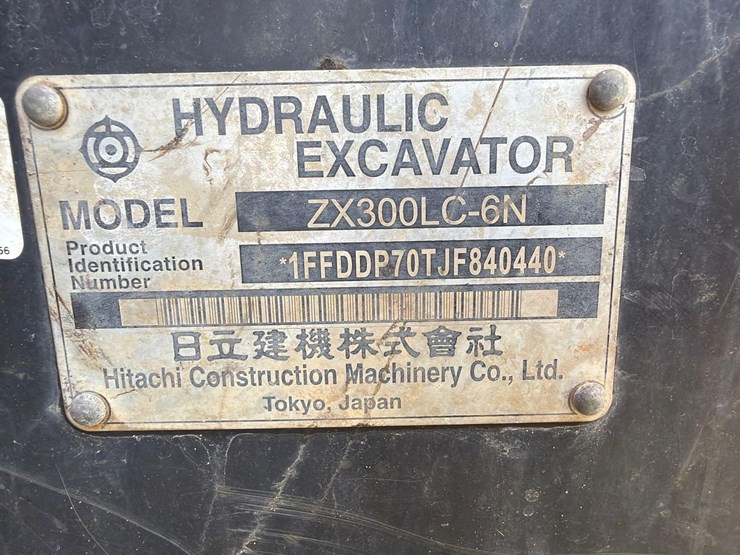 HYDRAULIC
EXCAVATOR
MODEL ZX300LC-6N
Product
Identification
Number
*1FFDDP70TJF840440*
日立建機株式會社
Hitachi Construction Machinery Co., Ltd.
Tokyo, Japan
56